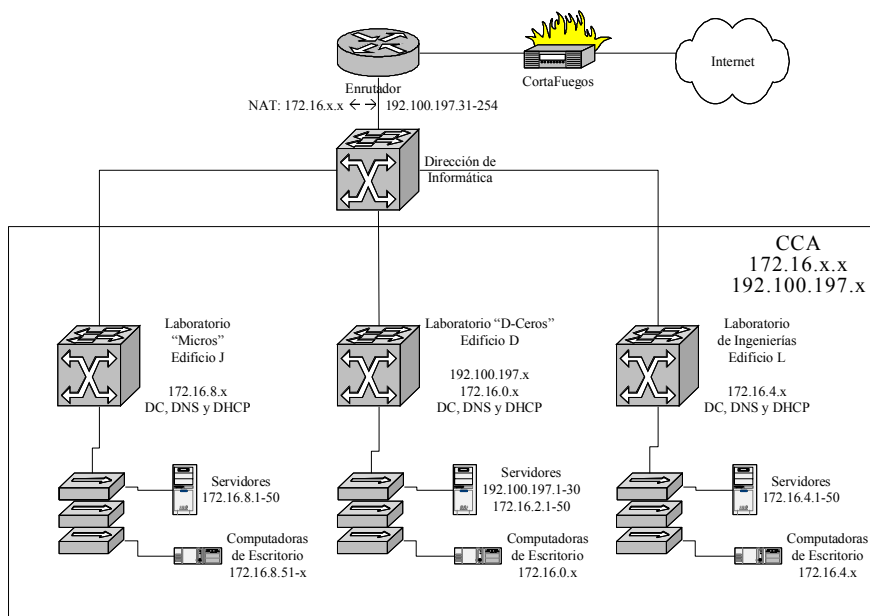 Internet
CortaFuegos
Enrutador
NAT: 172.16.x.x ←→ 192.100.197.31-254
Dirección de
Informática
CCA
172.16.x.x
192.100.197.x
Laboratorio
“Micros”
Edificio J
172.16.8.x
DC, DNS y DHCP
Laboratorio “D-Ceros”
Edificio D
192.100.197.x
172.16.0.x
DC, DNS y DHCP
Laboratorio
de Ingenierías
Edificio L
172.16.4.x
DC, DNS y DHCP
Servidores
172.16.8.1-50
Computadoras
de Escritorio
172.16.8.51-x
Servidores
192.100.197.1-30
172.16.2.1-50
Computadoras
de Escritorio
172.16.0.x
Servidores
172.16.4.1-50
Computadoras
de Escritorio
172.16.4.x